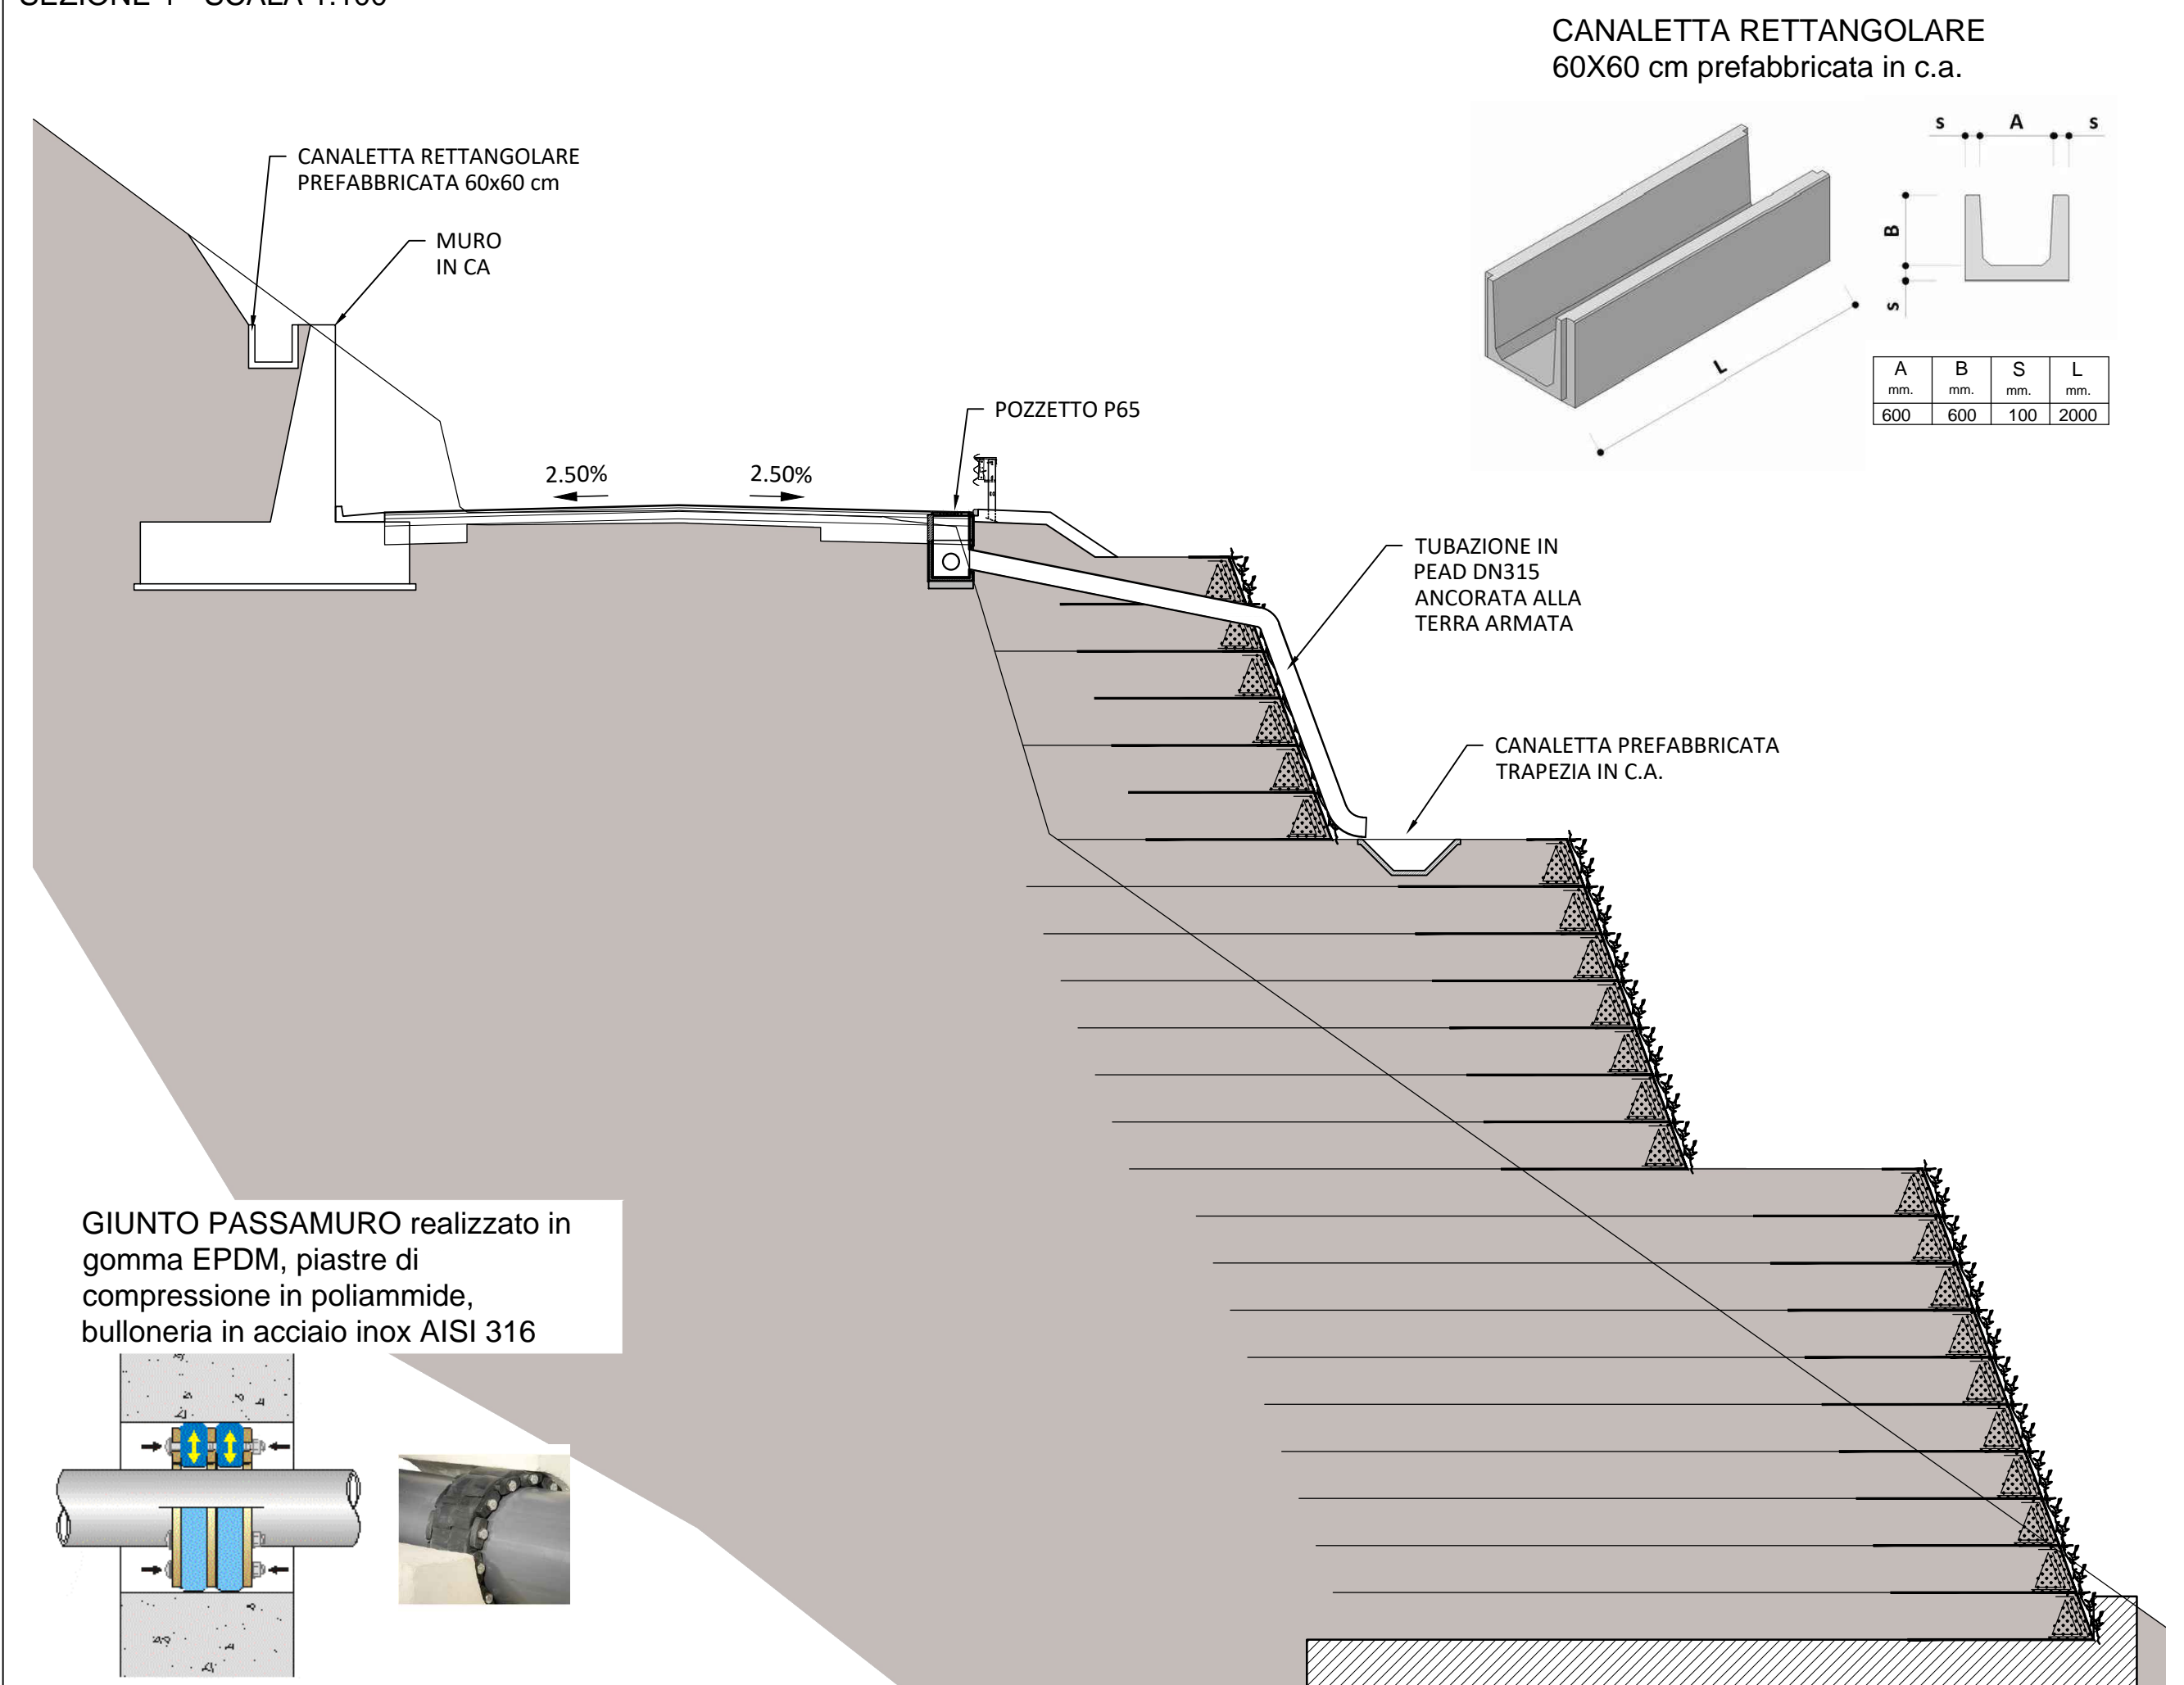 CANALETTA RETTANGOLARE
60X60 cm prefabbricata in c.a.
s A s
B
s
L
A B S L
mm. mm. mm. mm.
600 600 100 2000
CANALETTA RETTANGOLARE
PREFABBRICATA 60x60 cm
MURO
IN CA
POZZETTO P65
2.50% 2.50%
TUBAZIONE IN
PEAD DN315
ANCORATA ALLA
TERRA ARMATA
CANALETTA PREFABBRICATA
TRAPEZIA IN C.A.
GIUNTO PASSAMURO realizzato in
gomma EPDM, piastre di
compressione in poliammide,
bulloneria in acciaio inox AISI 316